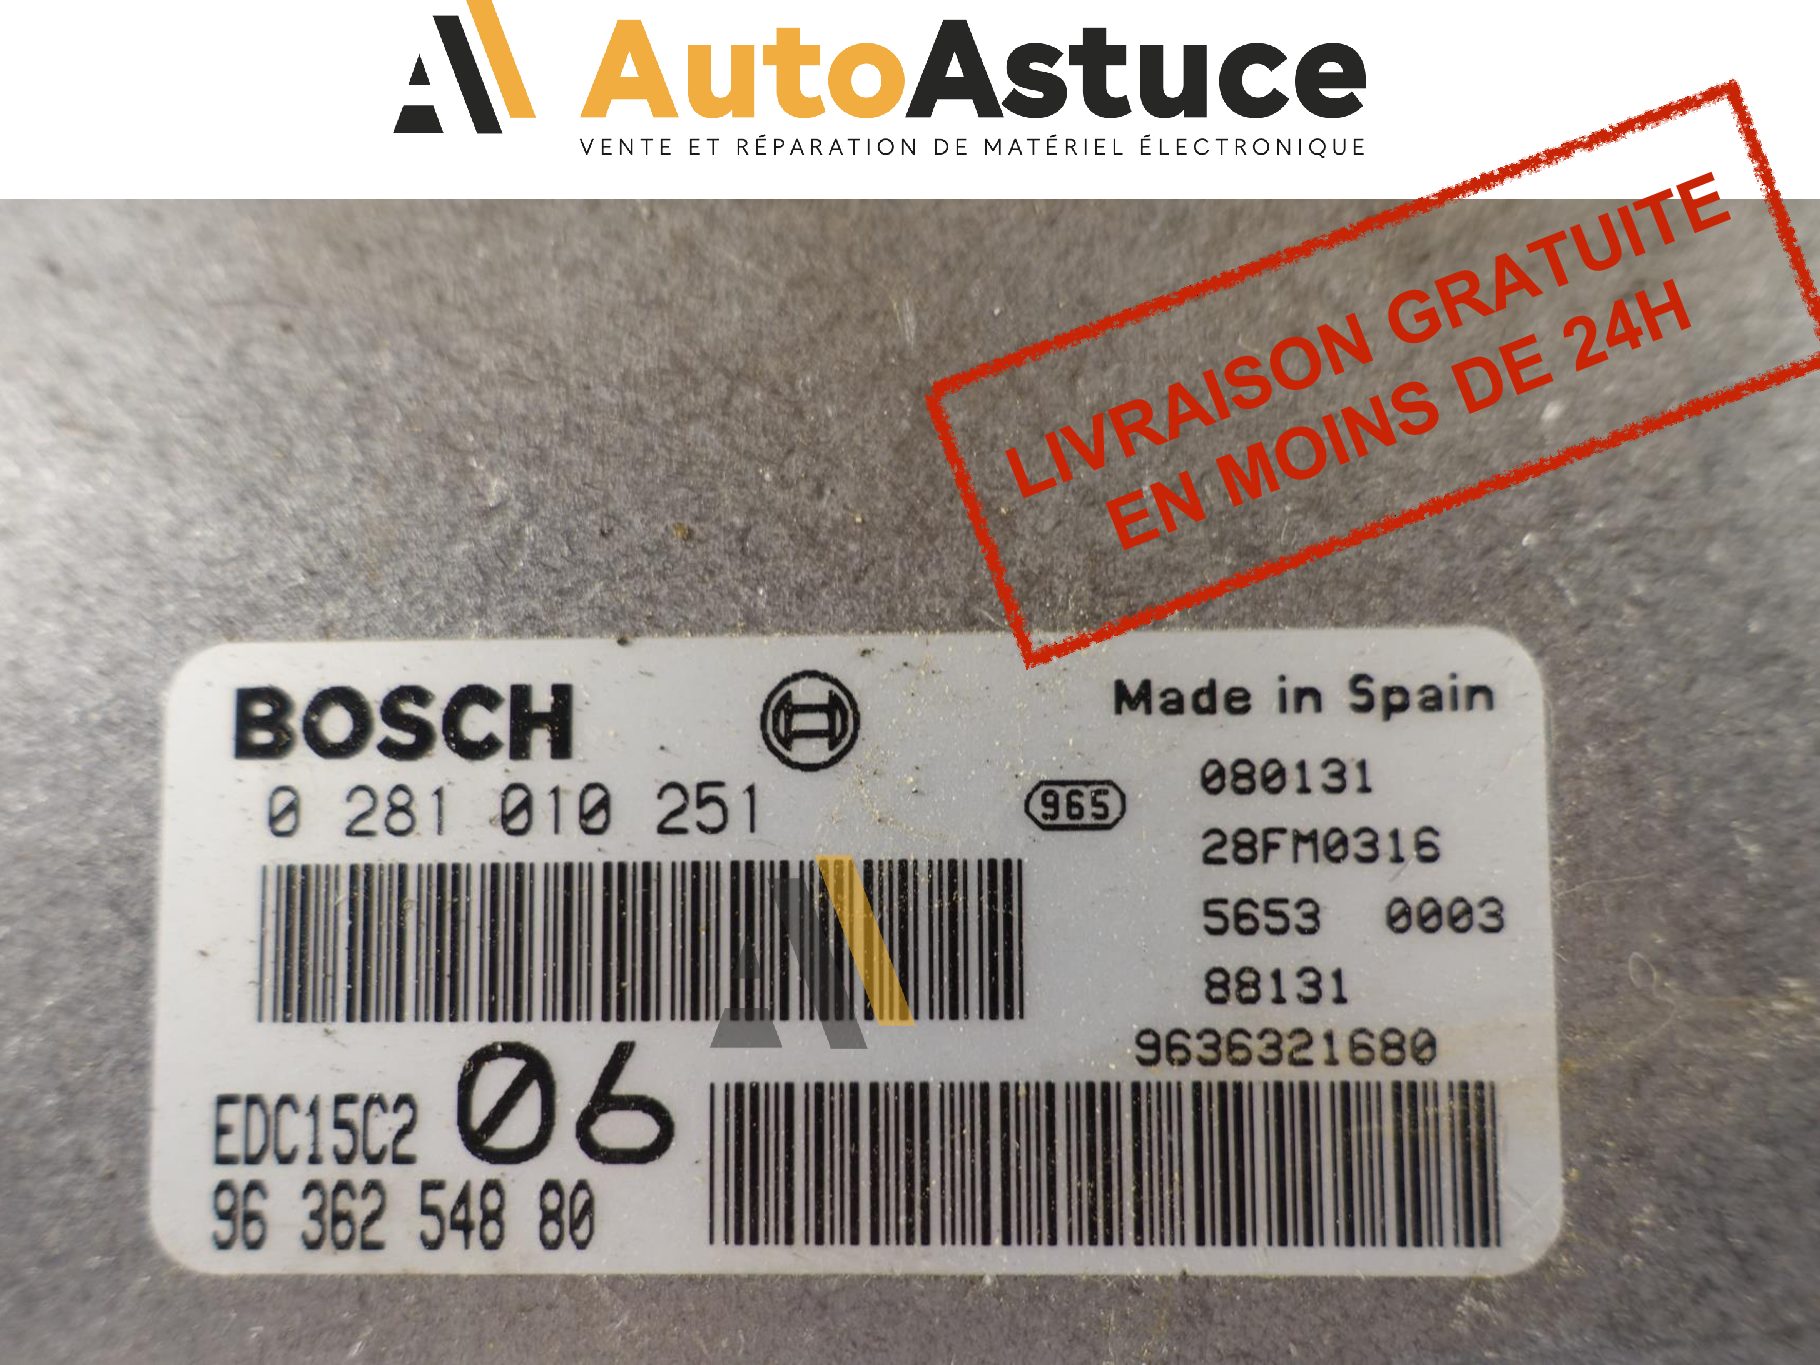 AutoAstuce
VENTE ET RÉPARATION DE MATÉRIEL ÉLECTRONIQUE
LIVRAISON GRATUITE
EN MOINS DE 24H
BOSCH
Made in Spain
0 281 010 251
965
080131
28FM0316
5653 0003
88131
9636321680
EDC15C2 06
96 362 548 80